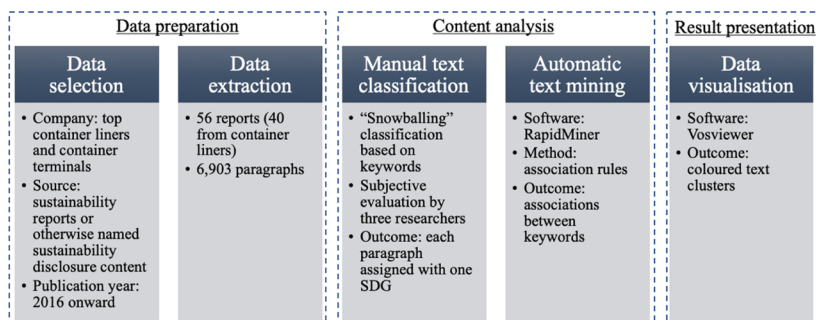 Data preparation
Data
selection
• Company: top
container liners
and container
terminals
• Source:
sustainability
reports or
otherwise named
sustainability
disclosure content
• Publication year:
2016 onward
Data
extraction
• 56 reports (40
from container
liners)
• 6,903 paragraphs
Content analysis
Manual text
classification
• “Snowballing”
classification
based on
keywords
• Subjective
evaluation by
three researchers
• Outcome: each
paragraph
assigned with one
SDG
Automatic
text mining
• Software:
RapidMiner
• Method:
association rules
• Outcome:
associations
between
keywords
Result presentation
Data
visualisation
• Software:
Vosviewer
• Outcome:
coloured text
clusters